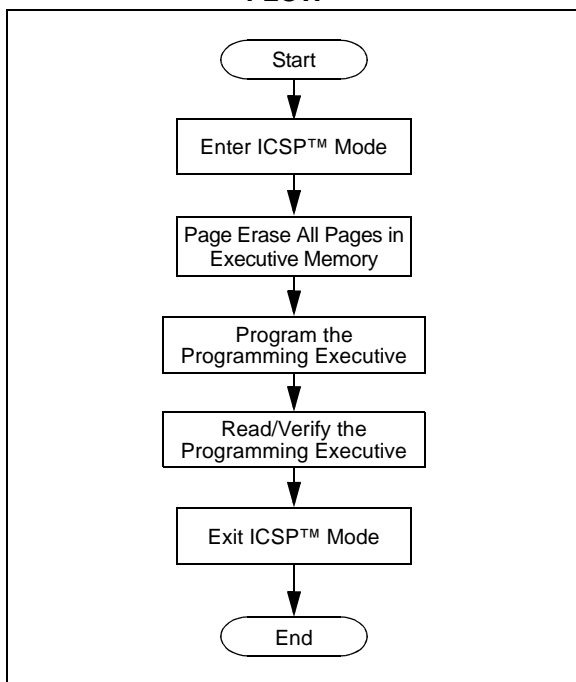 Start
Enter ICSP™ Mode
Page Erase All Pages in
Executive Memory
Program the
Programming Executive
Read/Verify the
Programming Executive
Exit ICSP™ Mode
End